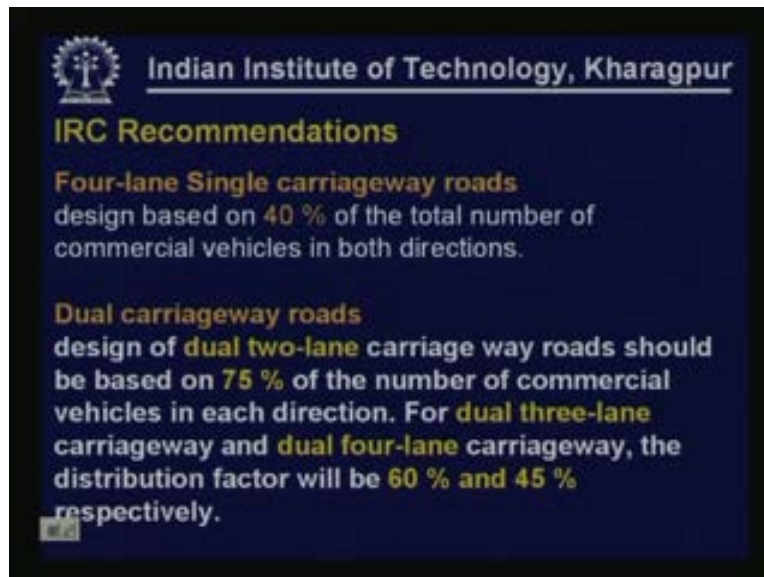 Indian Institute of Technology, Kharagpur
IRC Recommendations
Four-lane Single carriageway roads
design based on 40 % of the total number of
commercial vehicles in both directions.
Dual carriageway roads
design of dual two-lane carriage way roads should
be based on 75 % of the number of commercial
vehicles in each direction. For dual three-lane
carriageway and dual four-lane carriageway, the
distribution factor will be 60 % and 45 %
respectively.